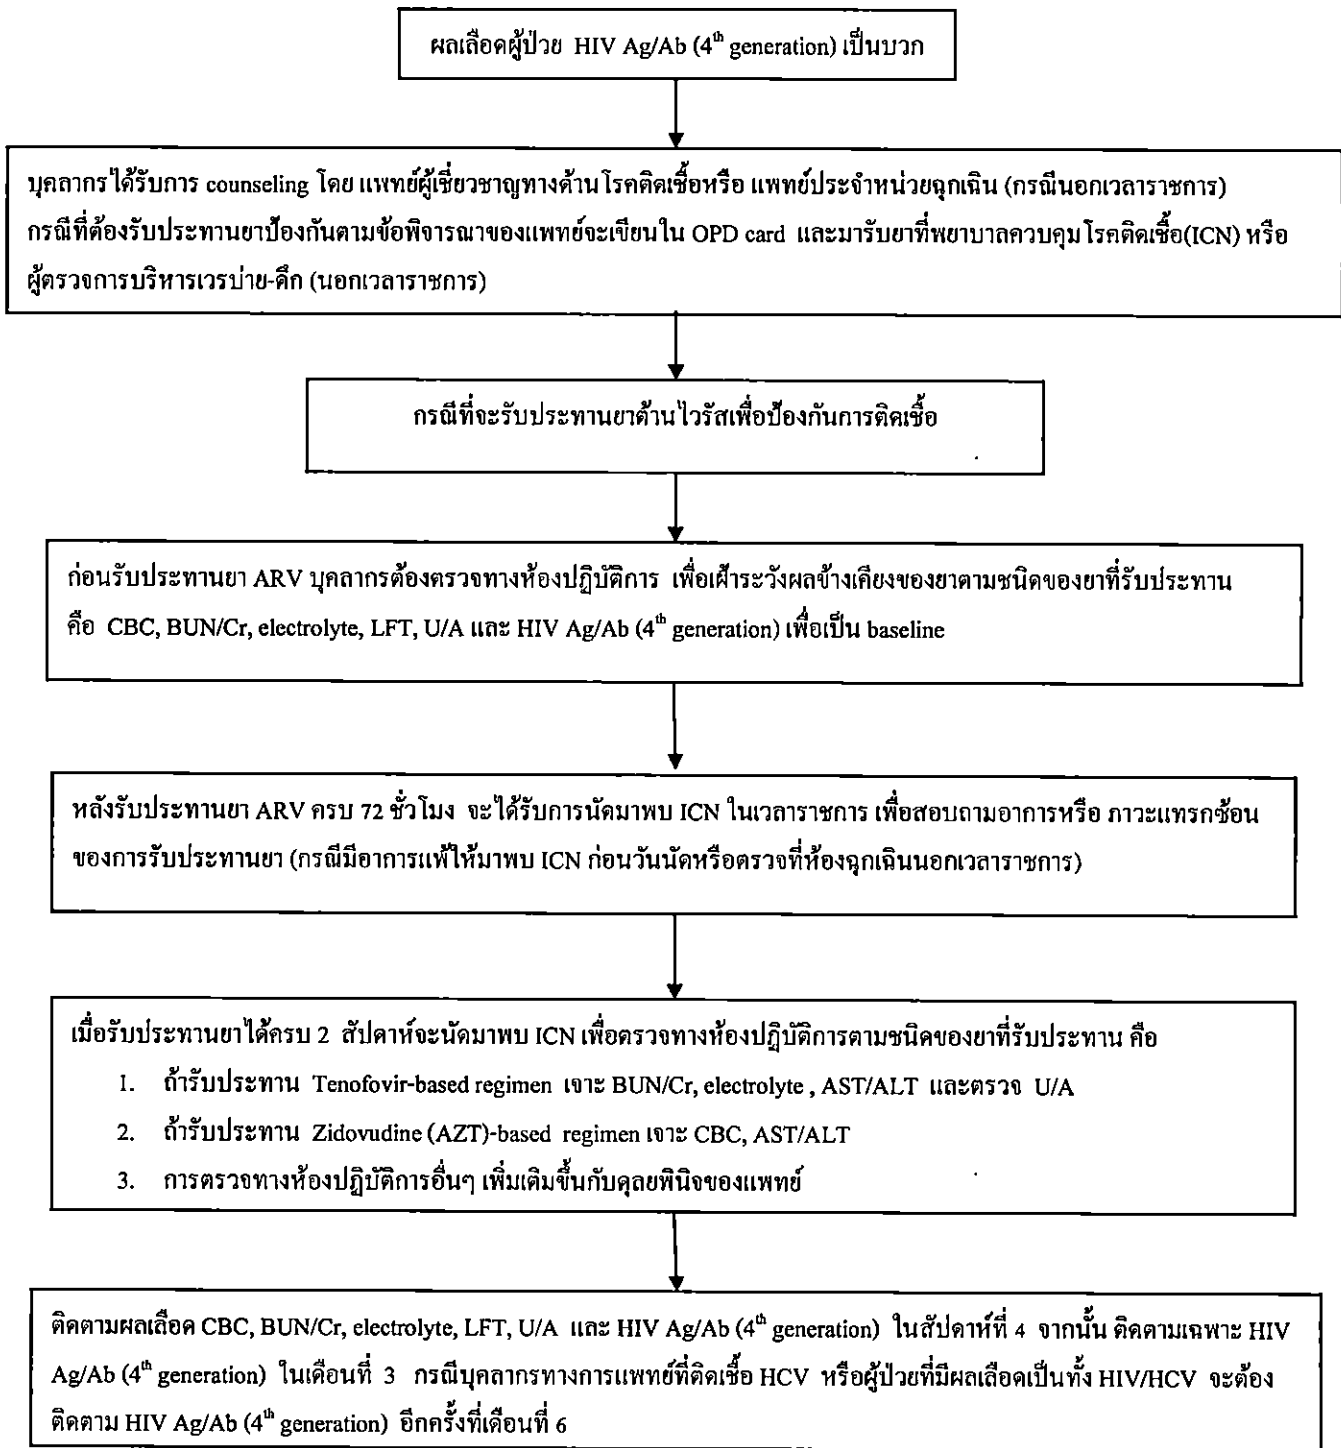 ผลเลือดผู้ป่วย HIV Ag/Ab (4th generation) เป็นบวก
บุคลากรได้รับการ counseling โดย แพทย์ผู้เชี่ยวชาญทางด้านโรคติดเชื้อหรือ แพทย์ประจำหน่วยฉุกเฉิน (กรณีนอกเวลาราชการ)
กรณีที่ต้องรับประทานยาป้องกันตามข้อพิจารณาของแพทย์จะเขียนใน OPD card และมารับยาที่พยาบาลควบคุมโรคติดเชื้อ(ICN) หรือ
ผู้ตรวจการบริหารเวรบ่าย-ดึก (นอกเวลาราชการ)
กรณีที่จะรับประทานยาต้านไวรัสเพื่อป้องกันการติดเชื้อ
ก่อนรับประทานยา ARV บุคลากรต้องตรวจทางห้องปฏิบัติการ เพื่อเฝ้าระวังผลข้างเคียงของยาตามชนิดของยาที่รับประทาน
คือ CBC, BUN/Cr, electrolyte, LFT, U/A และ HIV Ag/Ab (4th generation) เพื่อเป็น baseline
หลังรับประทานยา ARV ครบ 72 ชั่วโมง จะได้รับการนัดมาพบ ICN ในเวลาราชการ เพื่อสอบถามอาการหรือ ภาวะแทรกซ้อน
ของการรับประทานยา (กรณีมีอาการแพ้ให้มาพบ ICN ก่อนวันนัดหรือตรวจที่ห้องฉุกเฉินนอกเวลาราชการ)
เมื่อรับประทานยาได้ครบ 2 สัปดาห์จะนัดมาพบ ICN เพื่อตรวจทางห้องปฏิบัติการตามชนิดของยาที่รับประทาน คือ
1. ถ้ารับประทาน Tenofovir-based regimen เจาะ BUN/Cr, electrolyte , AST/ALT และตรวจ U/A
2. ถ้ารับประทาน Zidovudine (AZT)-based regimen เจาะ CBC, AST/ALT
3. การตรวจทางห้องปฏิบัติการอื่นๆ เพิ่มเติมขึ้นกับดุลยพินิจของแพทย์
ติดตามผลเลือด CBC, BUN/Cr, electrolyte, LFT, U/A และ HIV Ag/Ab (4th generation) ในสัปดาห์ที่ 4 จากนั้น ติดตามเฉพาะ HIV
Ag/Ab (4th generation) ในเดือนที่ 3 กรณีบุคลากรทางการแพทย์ที่ติดเชื้อ HCV หรือผู้ป่วยที่มีผลเลือดเป็นทั้ง HIV/HCV จะต้อง
ติดตาม HIV Ag/Ab (4th generation) อีกครั้งที่เดือนที่ 6